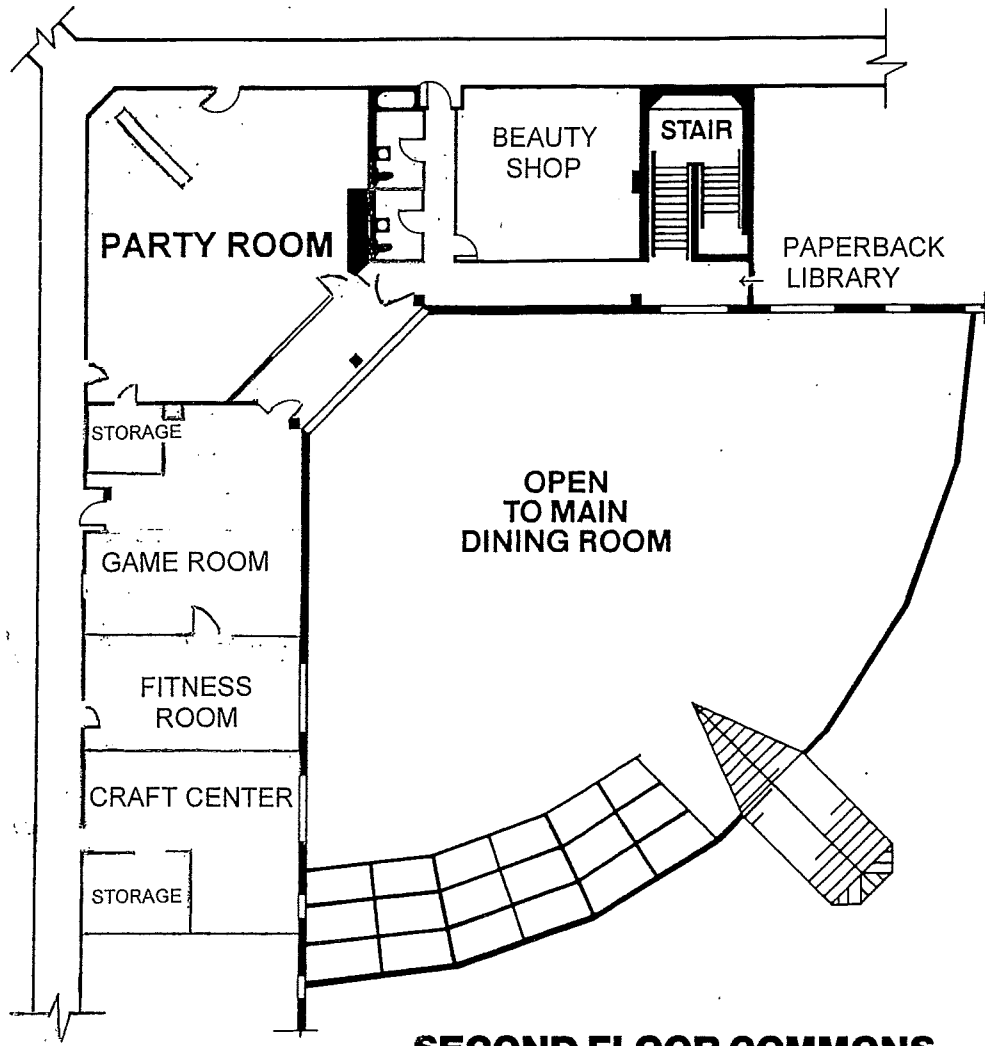 BEAUTY
SHOP
STAIR
PARTY ROOM
PAPERBACK
LIBRARY
STORAGE
OPEN
TO MAIN
DINING ROOM
GAME ROOM
FITNESS
ROOM
CRAFT CENTER
STORAGE
SECOND FLOOR COMMONS